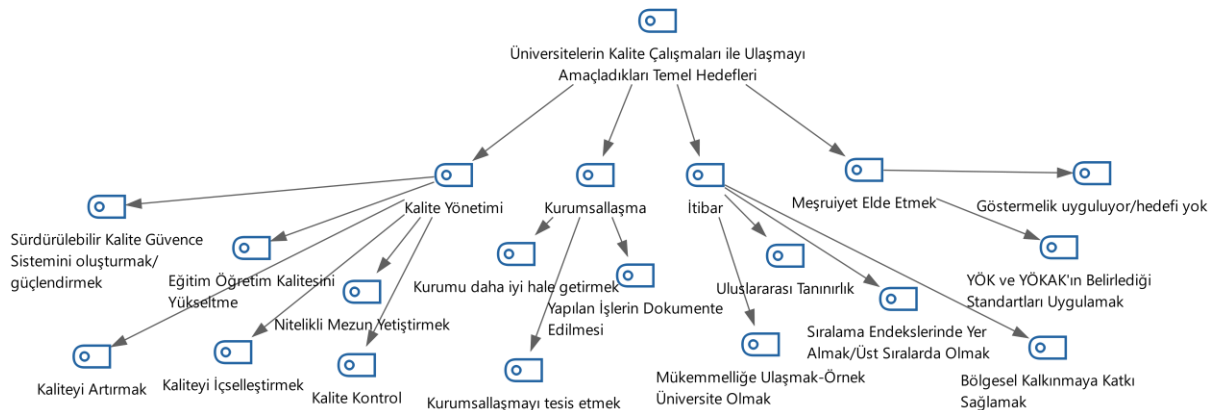 Üniversitelerin Kalite Çalışmaları ile Ulaşmayı
Amaçladıkları Temel Hedefleri
Kalite Yönetimi
Kurumsallaşma
İtibar
Meşruiyet Elde Etmek
Göstermelik uyguluyor/hedefi yok
Sürdürülebilir Kalite Güvence
Sistemini oluşturmak/
güçlendirmek
Eğitim Öğretim Kalitesini
Yükseltme
Nitelikli Mezun Yetiştirmek
Kurumu daha iyi hale getirmek
Yapılan İşlerin Dokumente
Edilmesi
Uluslararası Tanınırlık
Sıralama Endekslerinde Yer
Almak/Üst Sıralarda Olmak
YÖK ve YÖKAK'ın Belirlediği
Standartları Uygulamak
Kaliteyi Artırmak
Kaliteyi İçselleştirmek
Kalite Kontrol
Kurumsallaşmayı tesis etmek
Mükemmelliğe Ulaşmak-Örnek
Üniversite Olmak
Bölgesel Kalkınmaya Katkı
Sağlamak